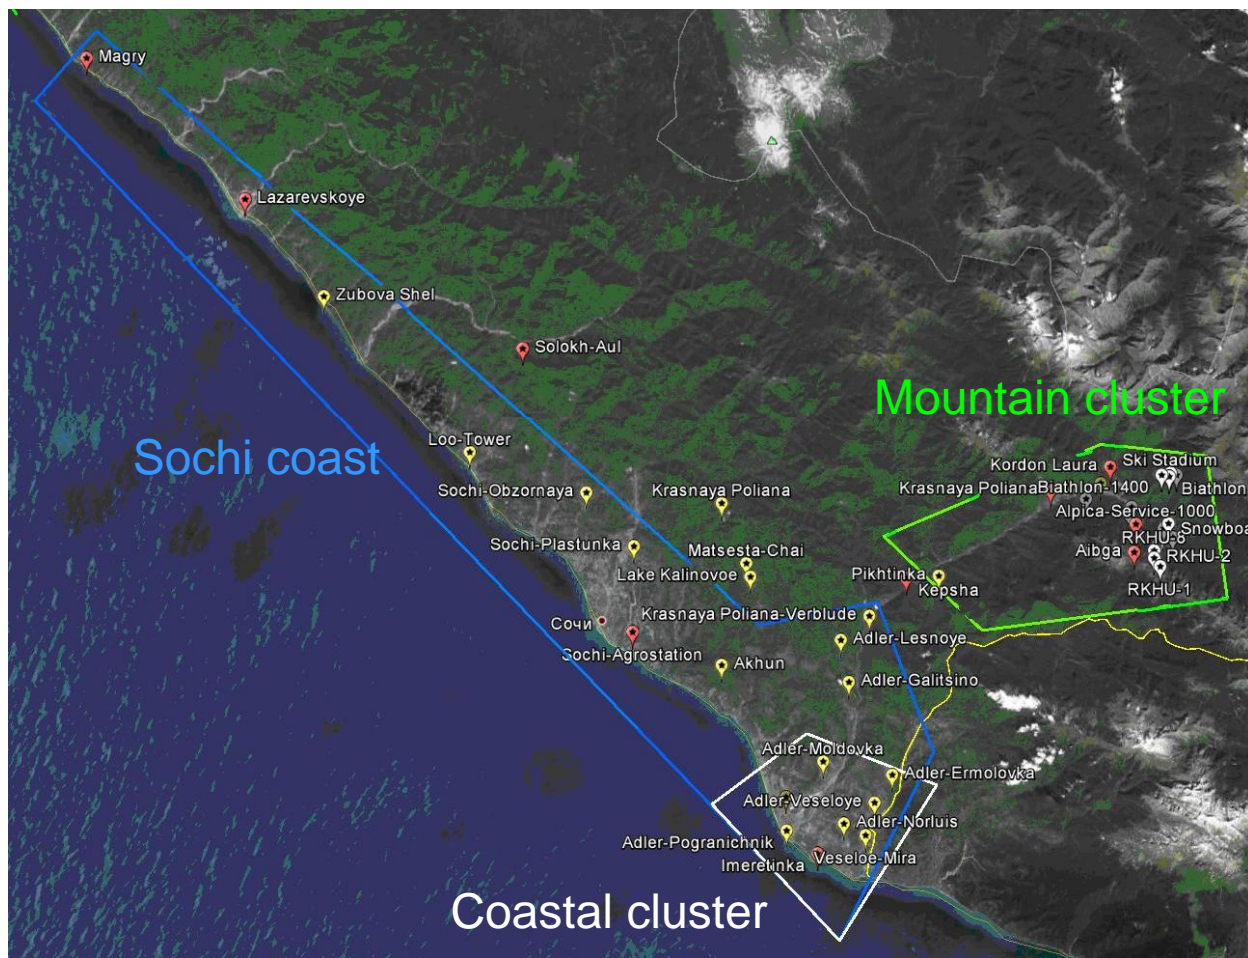 Magry
Lazarevskoye
Zubova Shel
Solokh-Aul
Mountain cluster
Sochi coast
Loo-Tower
Kordon Laura
Ski Stadium
Sochi-Obzornaya
Krasnaya Poliana
Krasnaya Poliana
Biathlon-1400
Biathlon
Alpica-Service-1000
Snowboa
Sochi-Plastunka
Matsesta-Chai
RKHU-8
Aibga
RKHU-2
Lake Kalinovoe
Pikhtinka
Kepsha
RKHU-1
Сочи
Krasnaya Poliana-Verblude
Sochi-Agrostation
Adler-Lesnoye
Akhun
Adler-Galitsino
Adler-Moldovka
Adler-Ermolovka
Adler-Veseloye
Adler-Norluis
Adler-Pogranichnik
Veseloe-Mira
Imeretinka
Coastal cluster